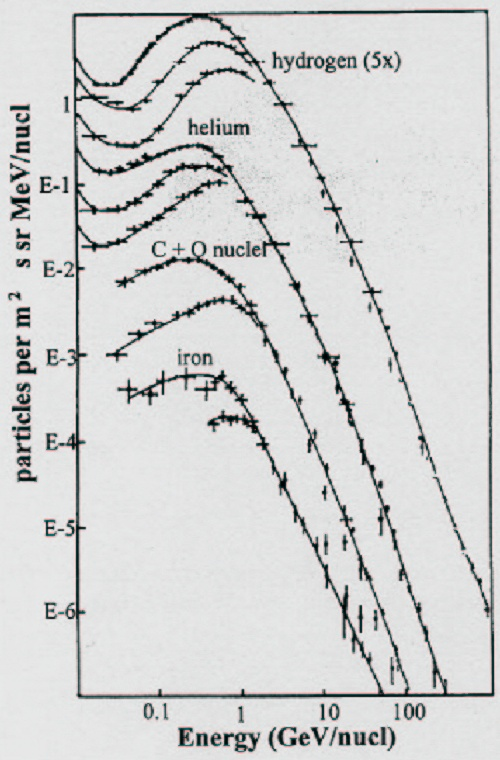 hydrogen (5x)
helium
C + O nuclei
iron
1
E-1
E-2
E-3
E-4
E-5
E-6
particles per m² s sr MeV/nucl
0.1 1 10 100
Energy (GeV/nucl)